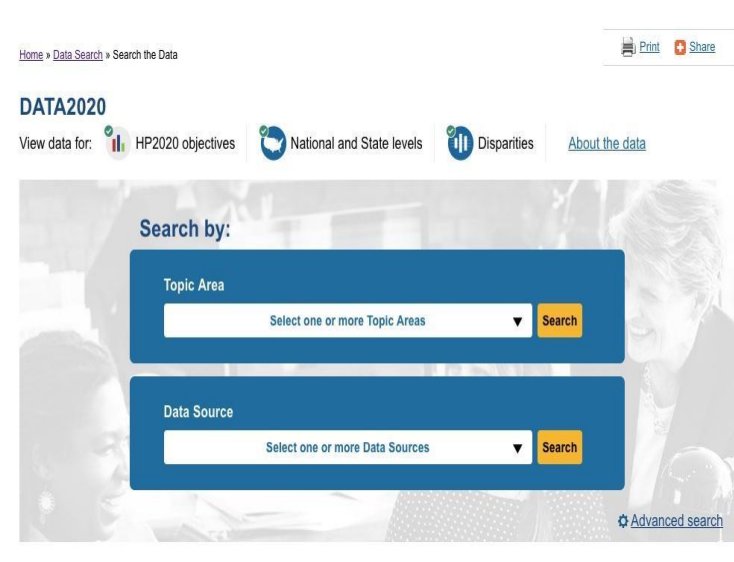 Print Share
Home » Data Search » Search the Data
DATA2020
View data for: HP2020 objectives National and State levels Disparities About the data
Search by:
Topic Area
Select one or more Topic Areas ▼ Search
Data Source
Select one or more Data Sources ▼ Search
Advanced search